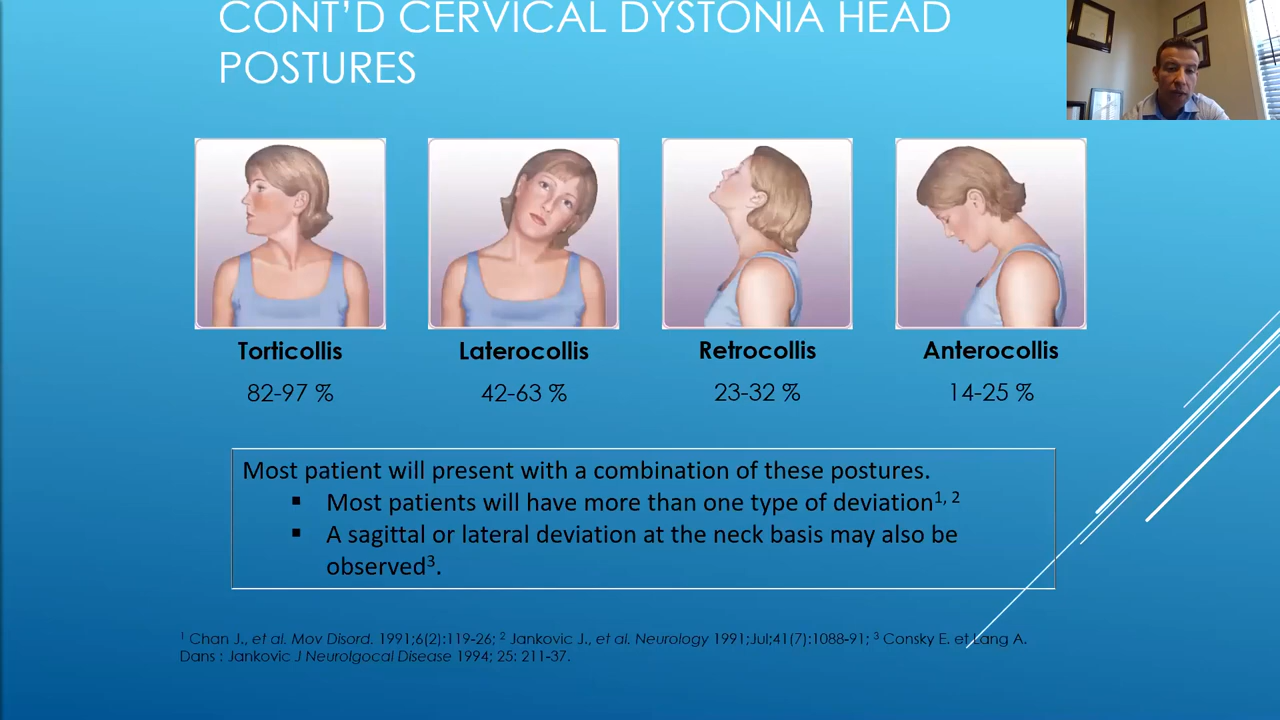 CONT’D CERVICAL DYSTONIA HEAD
POSTURES
Torticollis
Laterocollis
Retrocollis
Anterocollis
82-97 %
42-63 %
23-32 %
14-25 %
Most patient will present with a combination of these postures.
▪ Most patients will have more than one type of deviation1, 2
▪ A sagittal or lateral deviation at the neck basis may also be
observed3.
1 Chan J., et al. Mov Disord. 1991;6(2):119-26; 2 Jankovic J., et al. Neurology 1991;Jul;41(7):1088-91; 3 Consky E. et Lang A.
Dans : Jankovic J Neurolgocal Disease 1994; 25: 211-37.